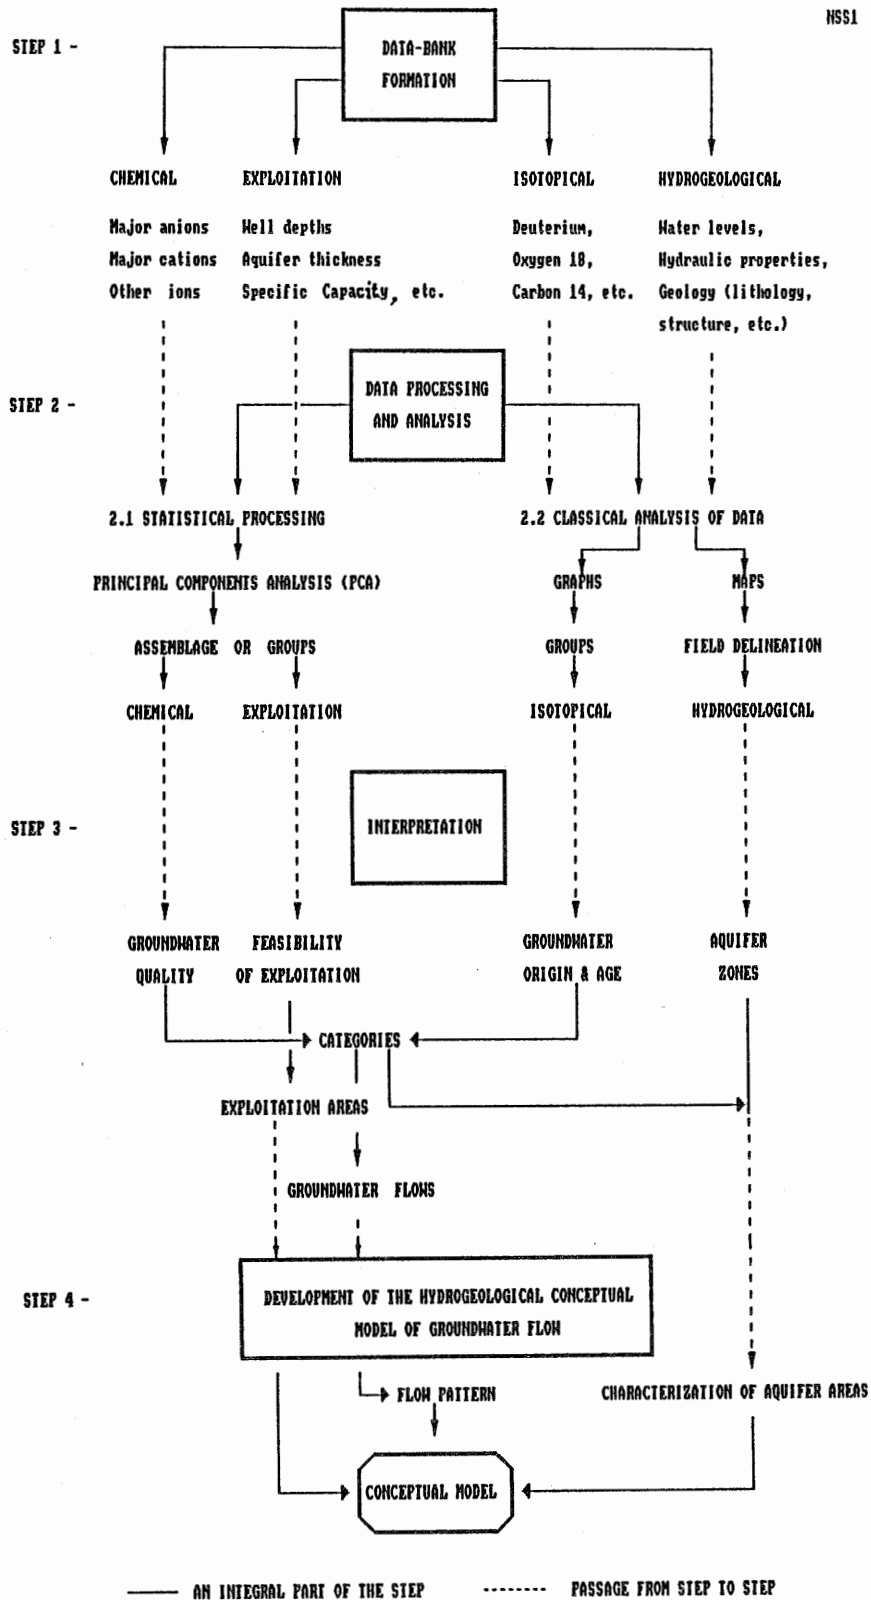 NSS1
STEP 1 -
DATA-BANK
FORMATION
CHEMICAL
Major anions
Major cations
Other ions
EXPLOITATION
Well depths
Aquifer thickness
Specific Capacity, etc.
ISOTOPICAL
Deuterium,
Oxygen 18,
Carbon 14, etc.
HYDROGEOLOGICAL
Water levels,
Hydraulic properties,
Geology (lithology,
structure, etc.)
STEP 2 -
DATA PROCESSING
AND ANALYSIS
2.1 STATISTICAL PROCESSING
2.2 CLASSICAL ANALYSIS OF DATA
PRINCIPAL COMPONENTS ANALYSIS (PCA)
GRAPHS
MAPS
ASSEMBLAGE OR GROUPS
GROUPS
FIELD DELINEATION
CHEMICAL
EXPLOITATION
ISOTOPICAL
HYDROGEOLOGICAL
STEP 3 -
INTERPRETATION
GROUNDWATER
QUALITY
FEASIBILITY
OF EXPLOITATION
GROUNDWATER
ORIGIN & AGE
AQUIFER
ZONES
CATEGORIES
EXPLOITATION AREAS
GROUNDWATER FLOWS
STEP 4 -
DEVELOPMENT OF THE HYDROGEOLOGICAL CONCEPTUAL
MODEL OF GROUNDWATER FLOW
FLOW PATTERN
CHARACTERIZATION OF AQUIFER AREAS
CONCEPTUAL MODEL
AN INTEGRAL PART OF THE STEP
PASSAGE FROM STEP TO STEP